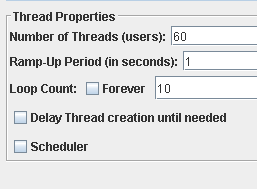 Thread Properties
Number of Threads (users): 60
Ramp-Up Period (in seconds): 1
Loop Count: Forever 10
Delay Thread creation until needed
Scheduler